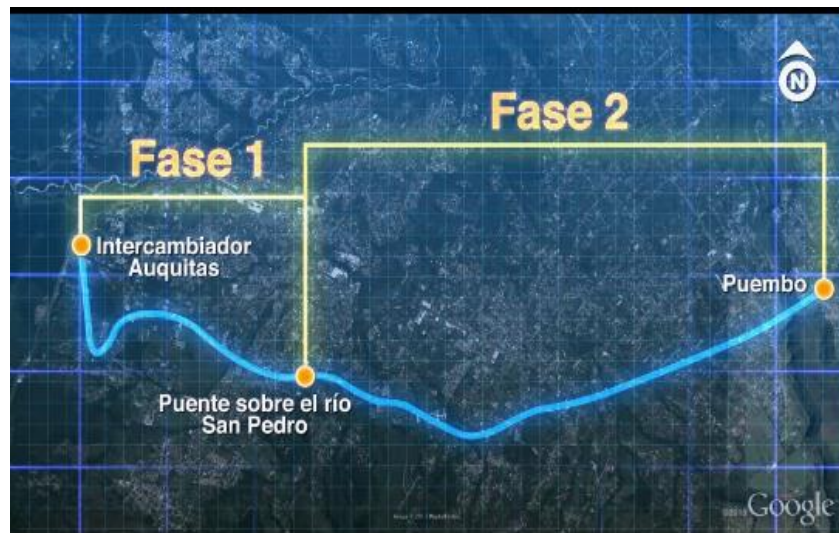 N
Fase 2
Fase 1
Intercambiador
Auquitas
Puembo
Puente sobre el río
San Pedro
Google